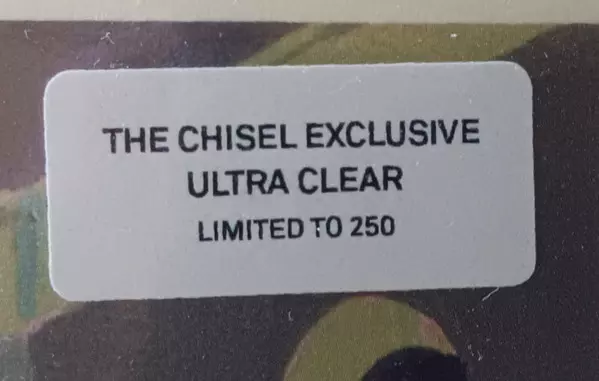 THE CHISEL EXCLUSIVE
ULTRA CLEAR
LIMITED TO 250